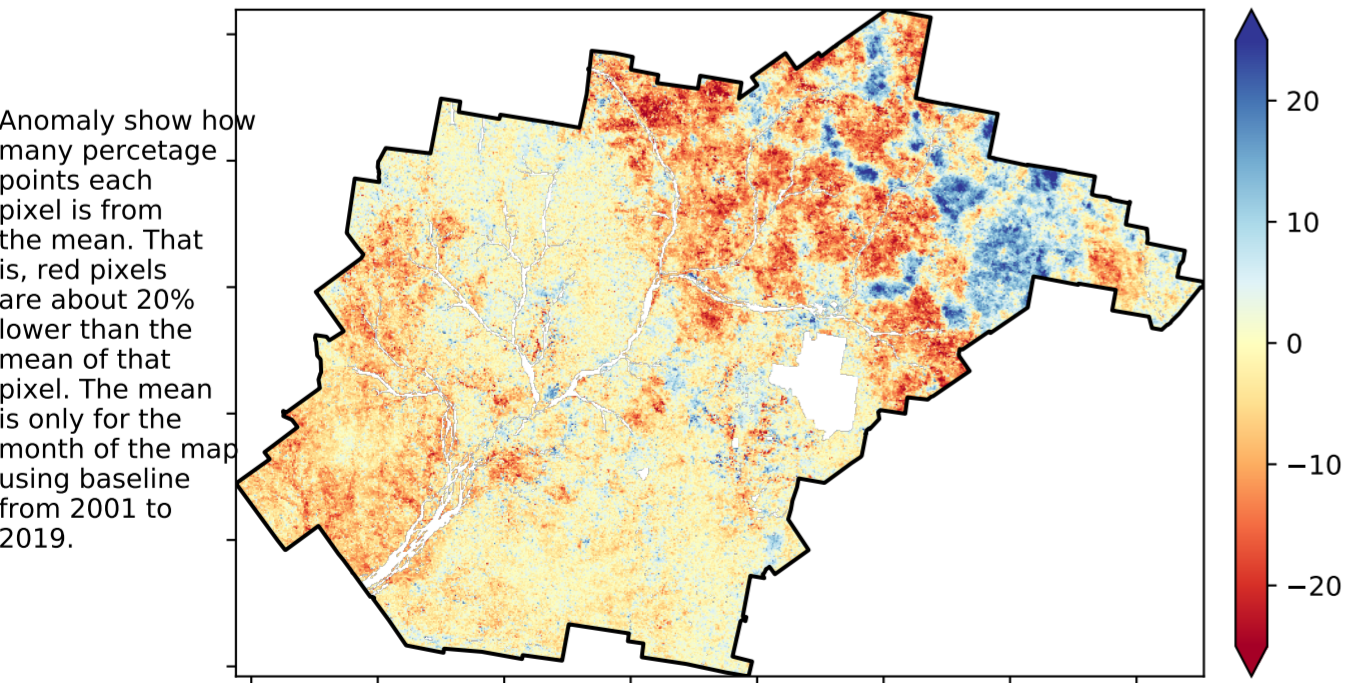 Anomaly show how
many percetage
points each
pixel is from
the mean. That
is, red pixels
are about 20%
lower than the
mean of that
pixel. The mean
is only for the
month of the map
using baseline
from 2001 to
2019.
20
10
0
−10
−20